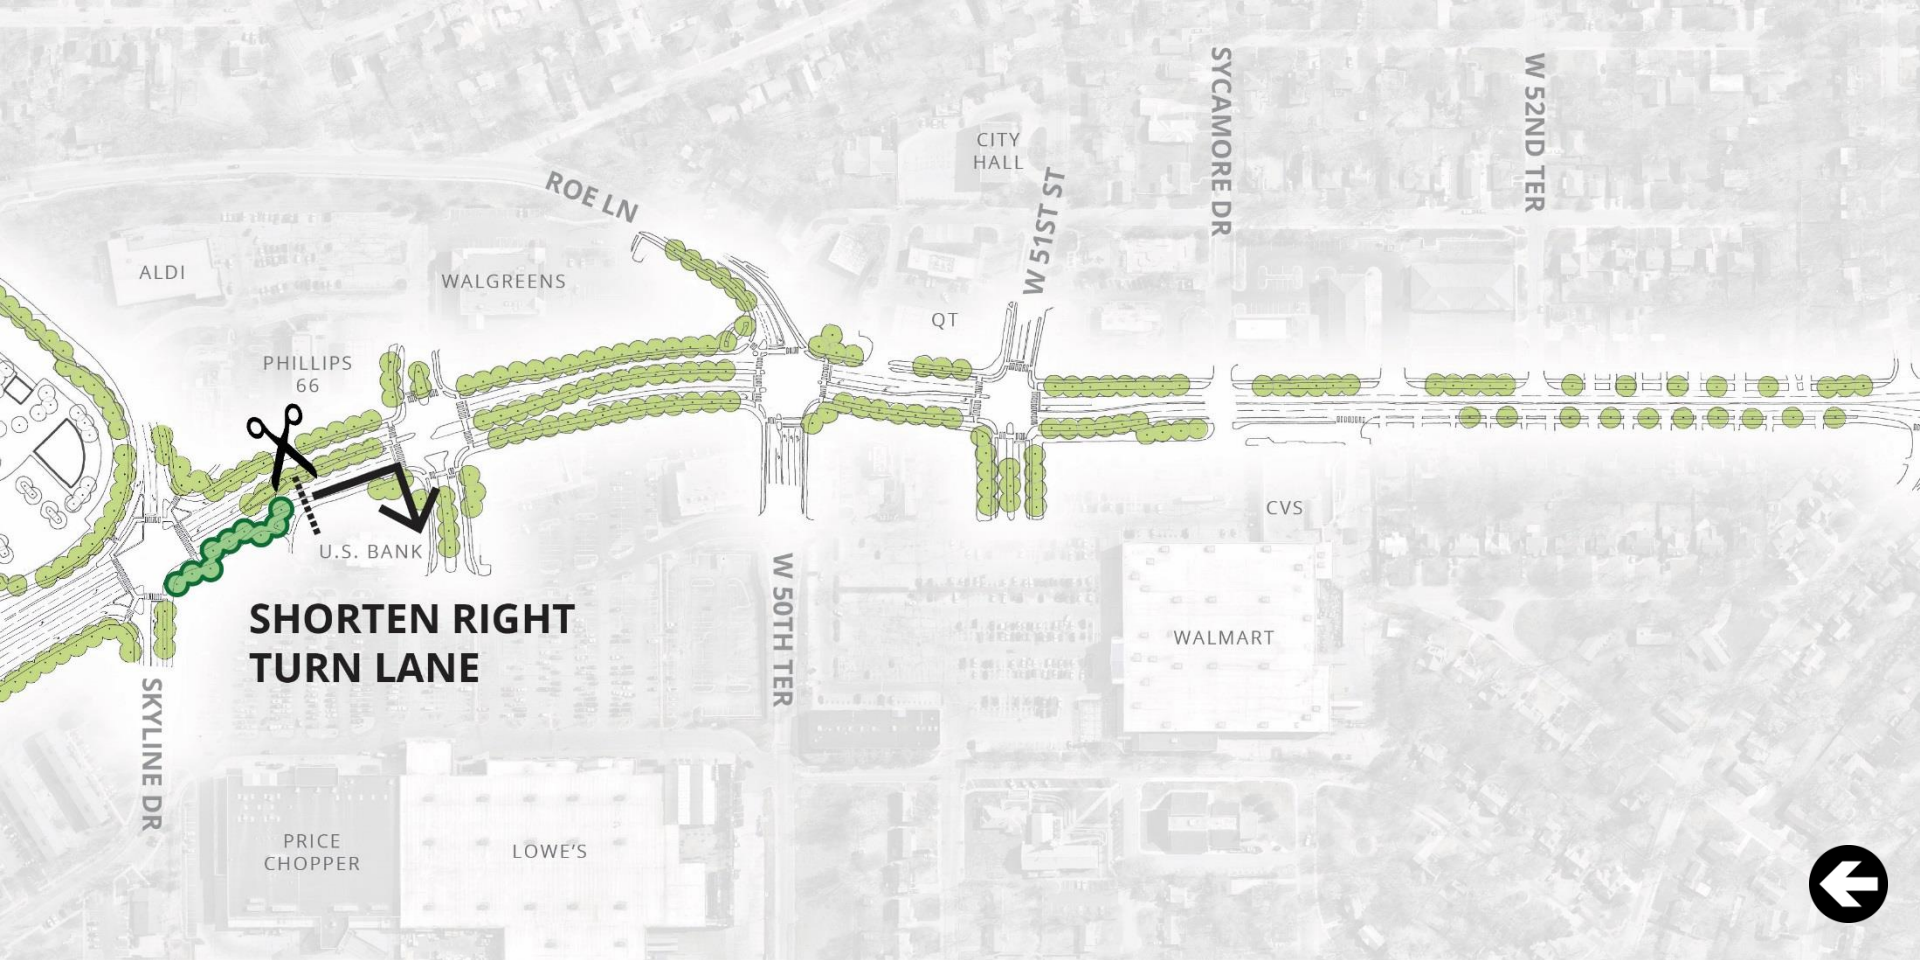 SYCAMORE DR
W 52ND TER
CITY
HALL
W 51ST ST
ROE LN
ALDI
WALGREENS
QT
PHILLIPS
66
CVS
U.S. BANK
SHORTEN RIGHT
TURN LANE
W 50TH TER
WALMART
SKYLINE DR
PRICE
CHOPPER
LOWE'S